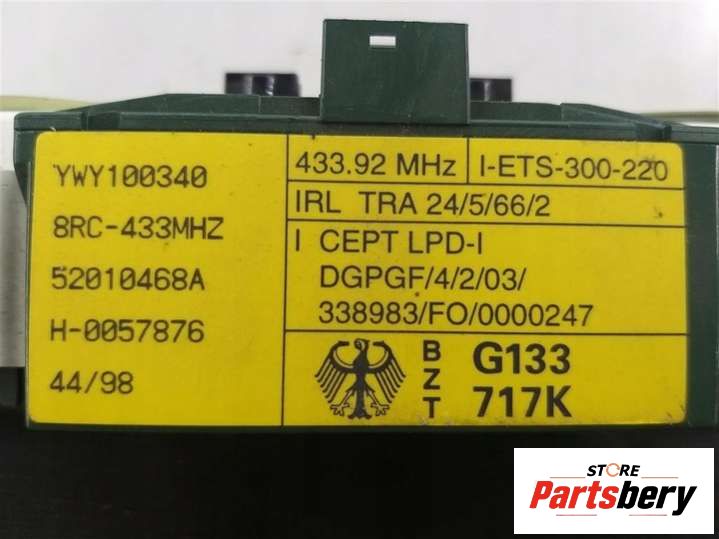 YWY100340
8RC-433MHZ
52010468A
H-0057876
44/98
433.92 MHz I-ETS-300-220
IRL TRA 24/5/66/2
I CEPT LPD-I
DGPGF/4/2/03/
338983/FO/0000247
BZT
G133
717K
STORE
Partsbery